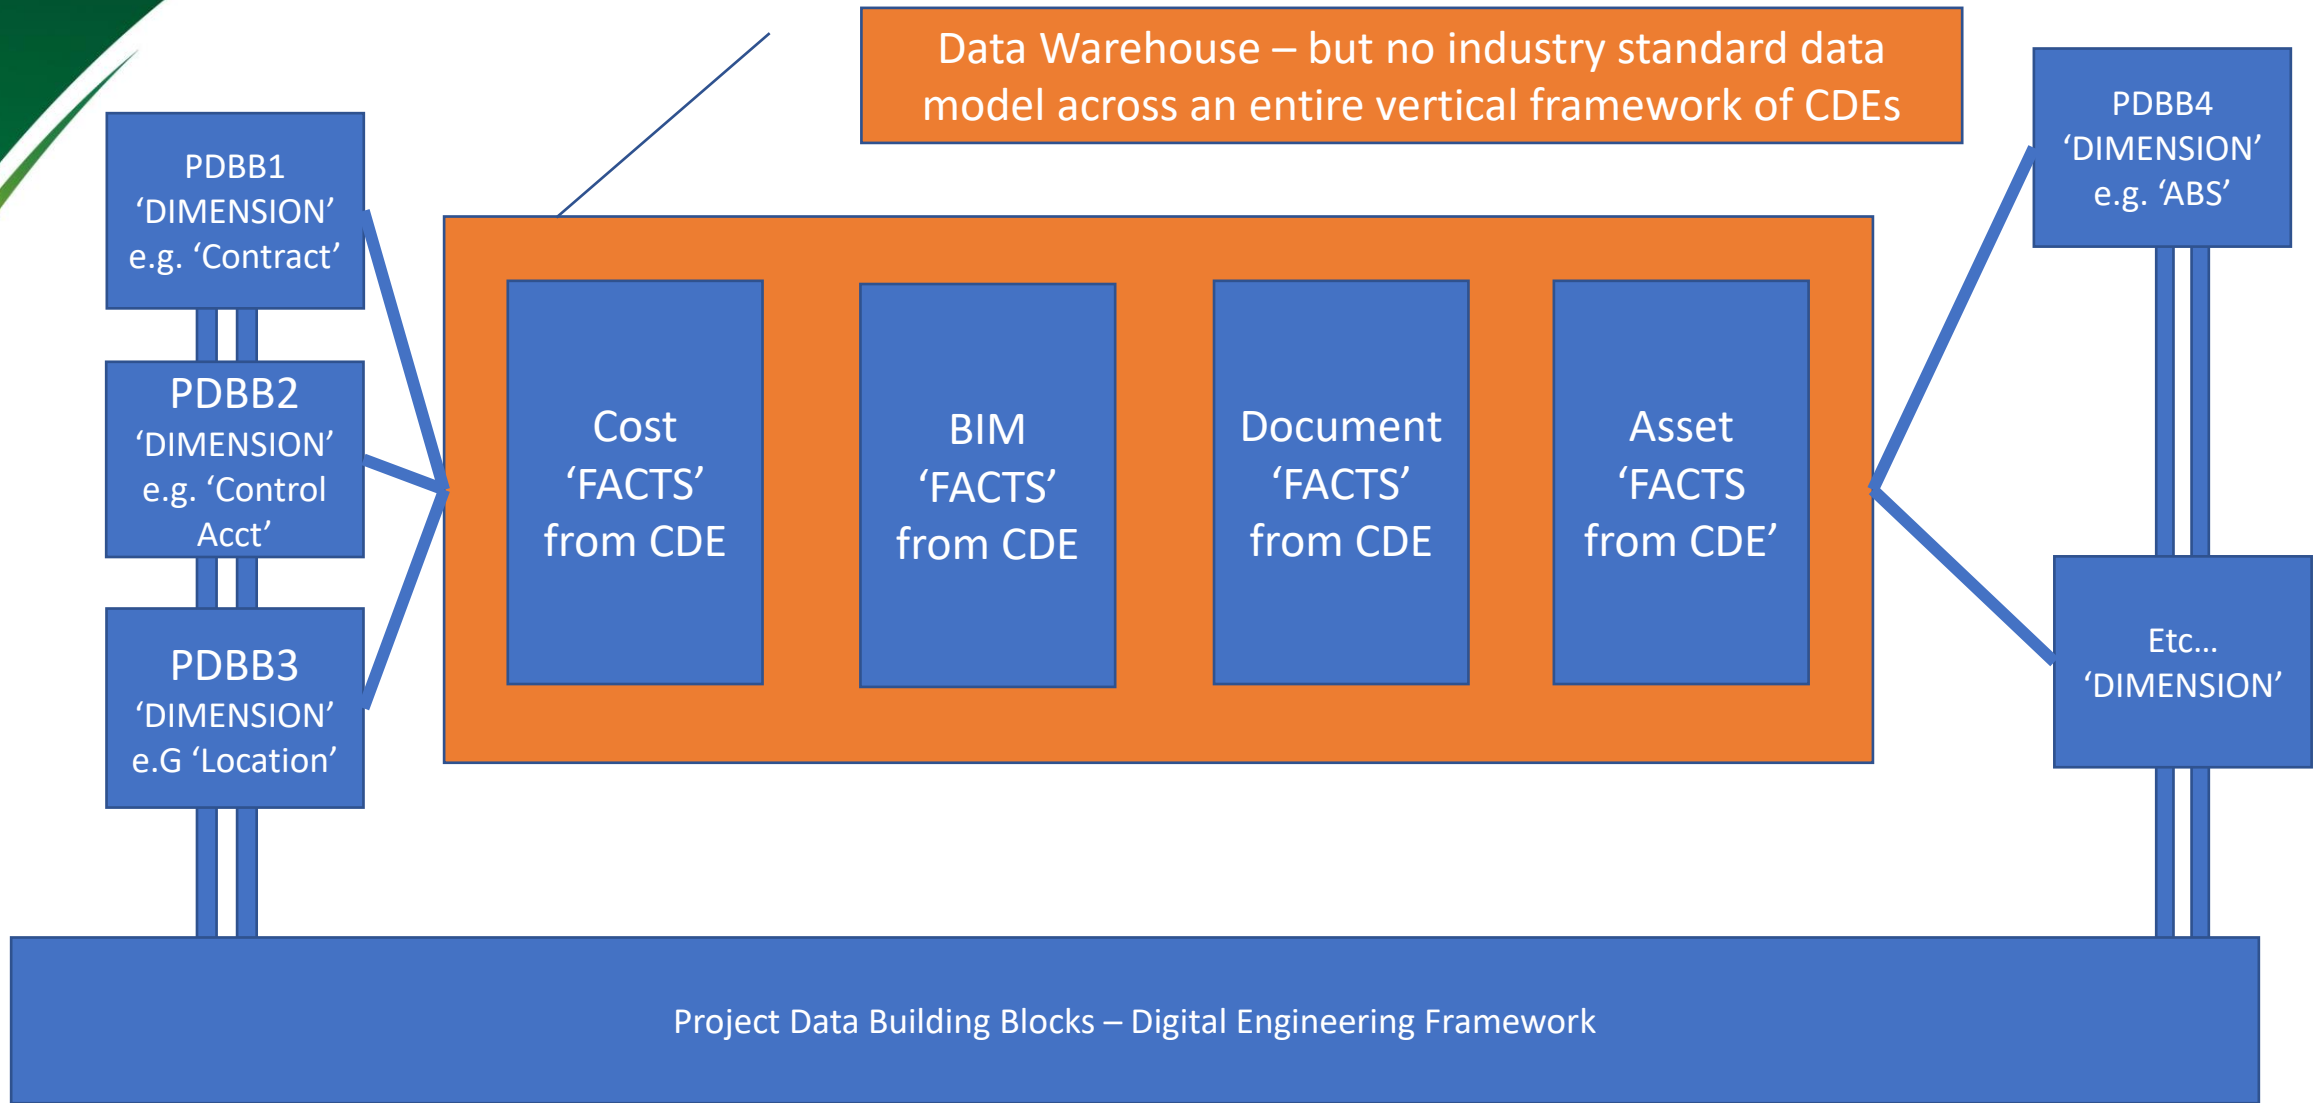 Data Warehouse – but no industry standard data
model across an entire vertical framework of CDEs
PDBB1
‘DIMENSION’
e.g. ‘Contract’
PDBB2
‘DIMENSION’
e.g. ‘Control
Acct’
PDBB3
‘DIMENSION’
e.G ‘Location’
Cost
‘FACTS’
from CDE
BIM
‘FACTS’
from CDE
Document
‘FACTS’
from CDE
Asset
‘FACTS
from CDE’
PDBB4
‘DIMENSION’
e.g. ‘ABS’
Etc…
‘DIMENSION’
Project Data Building Blocks – Digital Engineering Framework